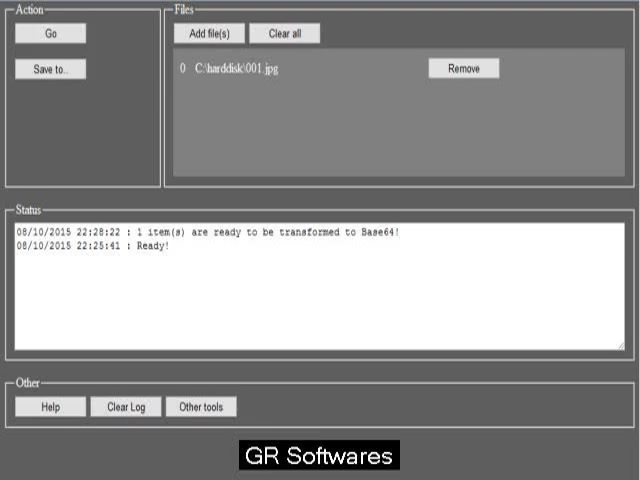 Action
Files
Go
Add file(s)
Clear all
Save to..
0 C:\harddisk\001.jpg
Remove
Status
08/10/2015 22:28:22 : 1 item(s) are ready to be transformed to Base64!
08/10/2015 22:25:41 : Ready!
Other
Help
Clear Log
Other tools
GR Softwares